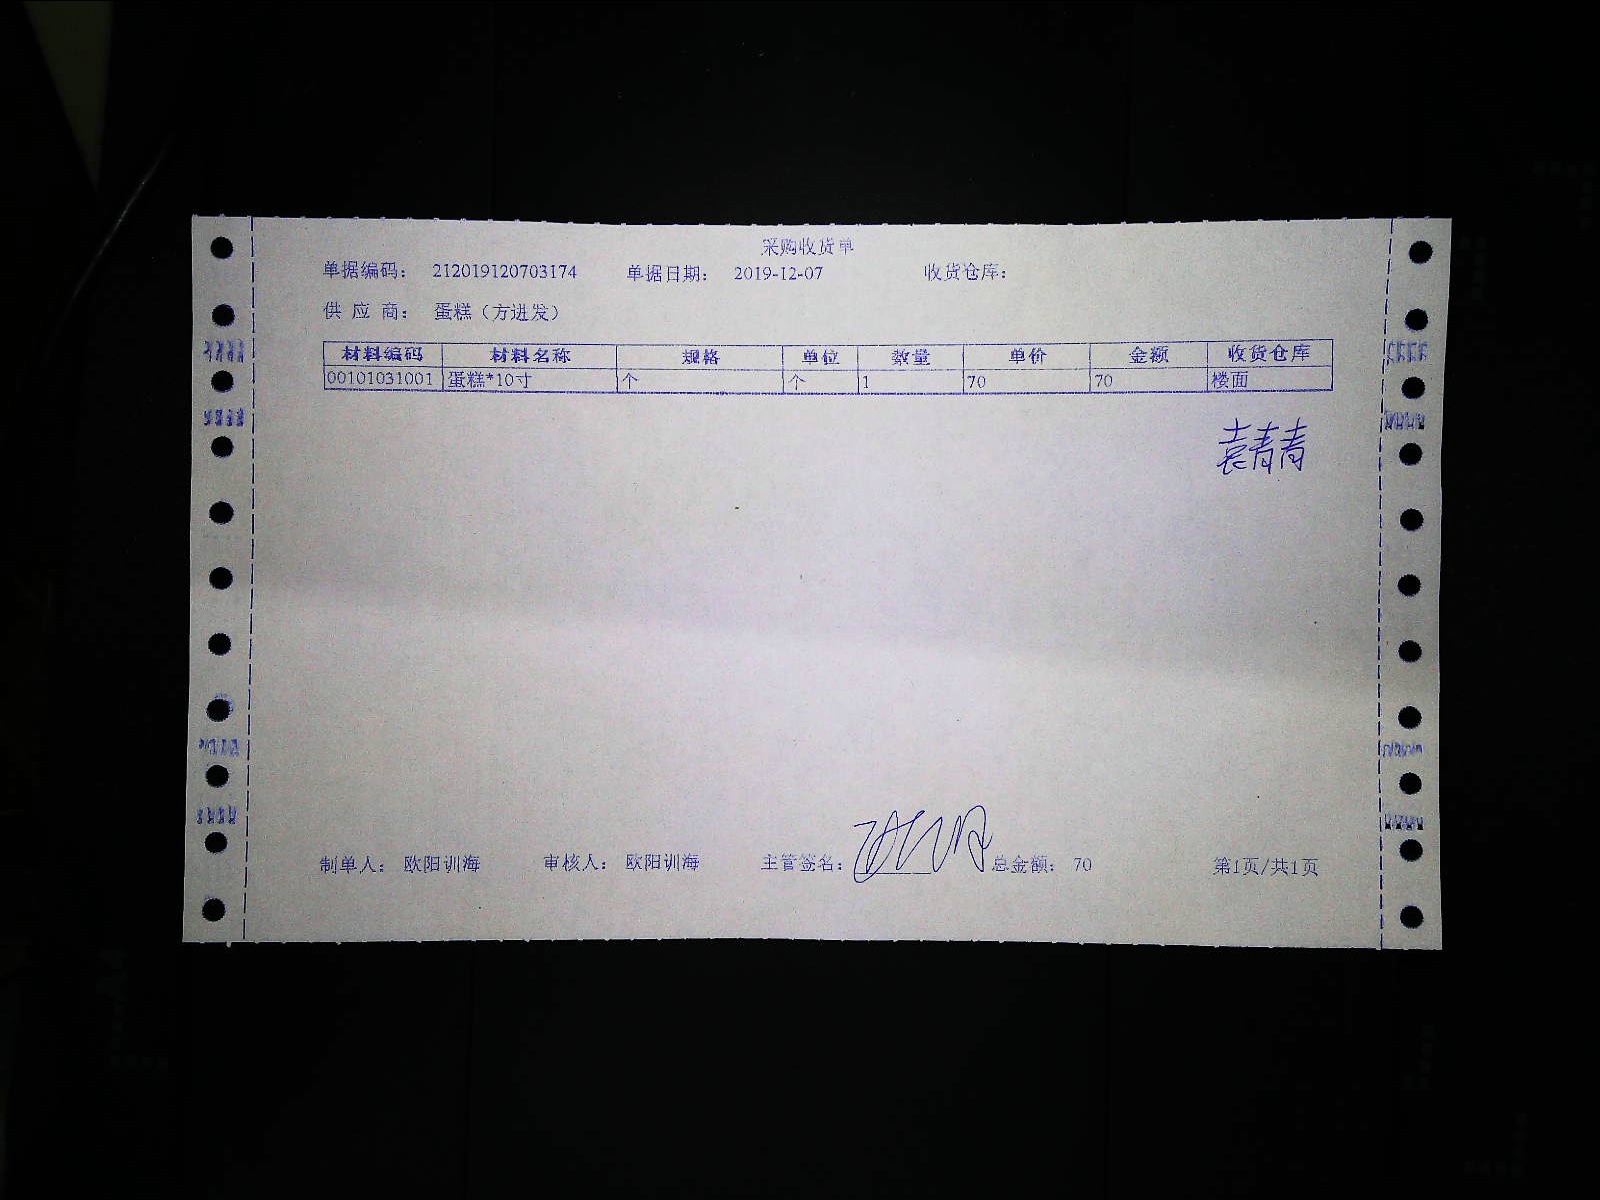 采购收货单
单据编码： 212019120703174 单据日期： 2019-12-07 收货仓库：
供 应 商： 蛋糕（方进发）
材料编码 材料名称 规格 单位 数量 单价 金额 收货仓库
00101031001 蛋糕*10寸 个 个 1 70 70 楼面
袁青青
制单人： 欧阳训海 审核人： 欧阳训海 主管签名： 总金额： 70 第1页/共1页